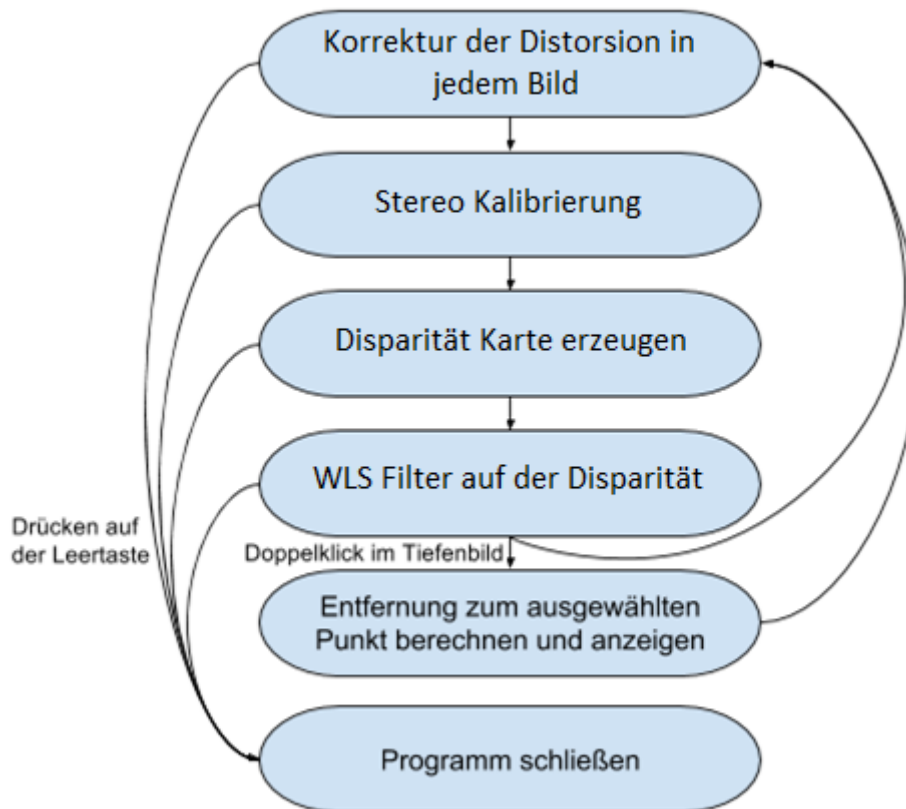 Korrektur der Distorsion in
jedem Bild
Stereo Kalibrierung
Disparität Karte erzeugen
WLS Filter auf der Disparität
Drücken auf
der Leertaste
Doppelklick im Tiefenbild
Entfernung zum ausgewählten
Punkt berechnen und anzeigen
Programm schließen